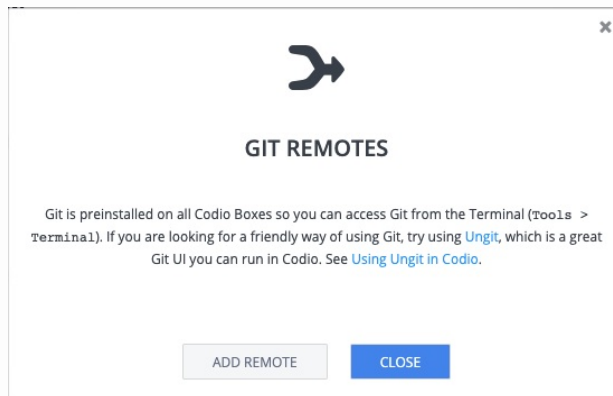 GIT REMOTES
Git is preinstalled on all Codio Boxes so you can access Git from the Terminal (Tools >
Terminal). If you are looking for a friendly way of using Git, try using Ungit, which is a great
Git UI you can run in Codio. See Using Ungit in Codio.
ADD REMOTE CLOSE